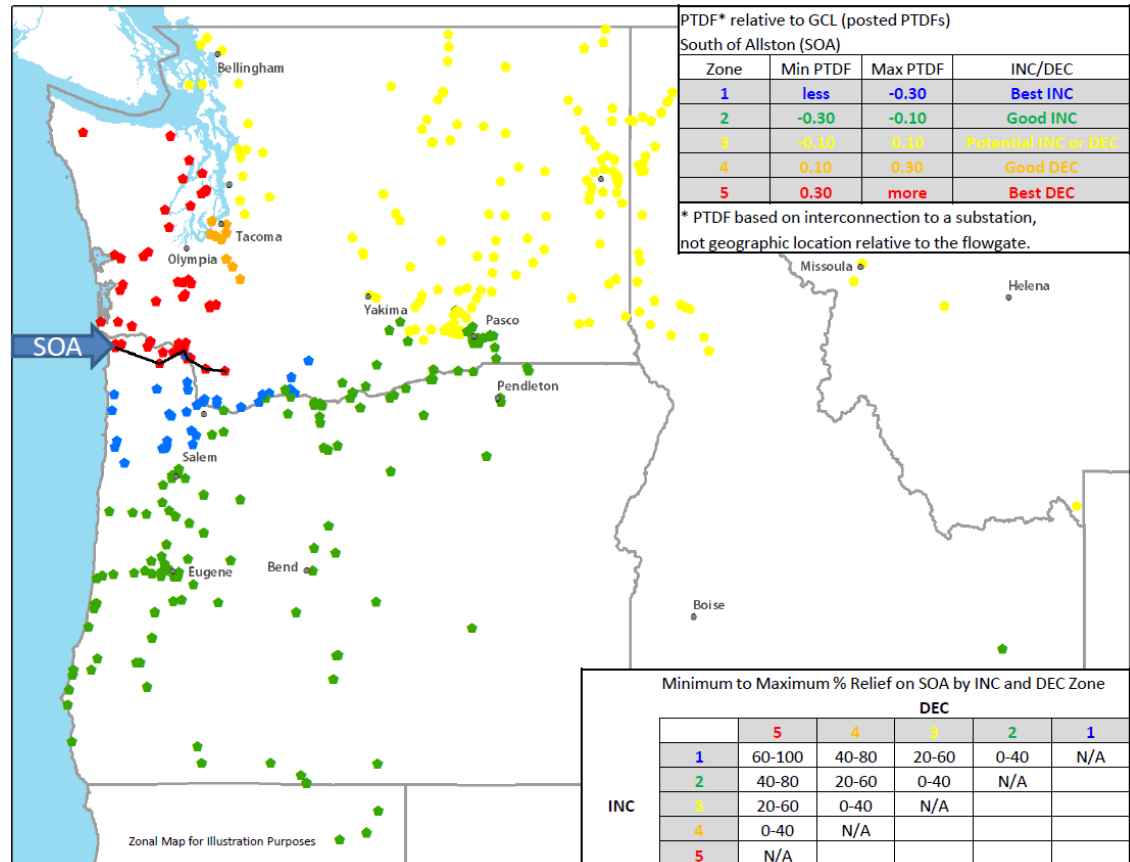 PTDF* relative to GCL (posted PTDFs)
South of Allston (SOA)
Zone Min PTDF Max PTDF INC/DEC
1 less -0.30 Best INC
2 -0.30 -0.10 Good INC
3 -0.10 0.10 Potential INC or DEC
4 0.10 0.30 Good DEC
5 0.30 more Best DEC
* PTDF based on interconnection to a substation,
not geographic location relative to the flowgate.
Bellingham
Tacoma
Olympia
Missoula
Helena
Yakima
Pasco
SOA
Pendleton
Salem
Eugene
Bend
Boise
Minimum to Maximum % Relief on SOA by INC and DEC Zone
DEC
5 4 3 2 1
1 60-100 40-80 20-60 0-40 N/A
2 40-80 20-60 0-40 N/A
INC
3 20-60 0-40 N/A
4 0-40 N/A
5 N/A
Zonal Map for Illustration Purposes